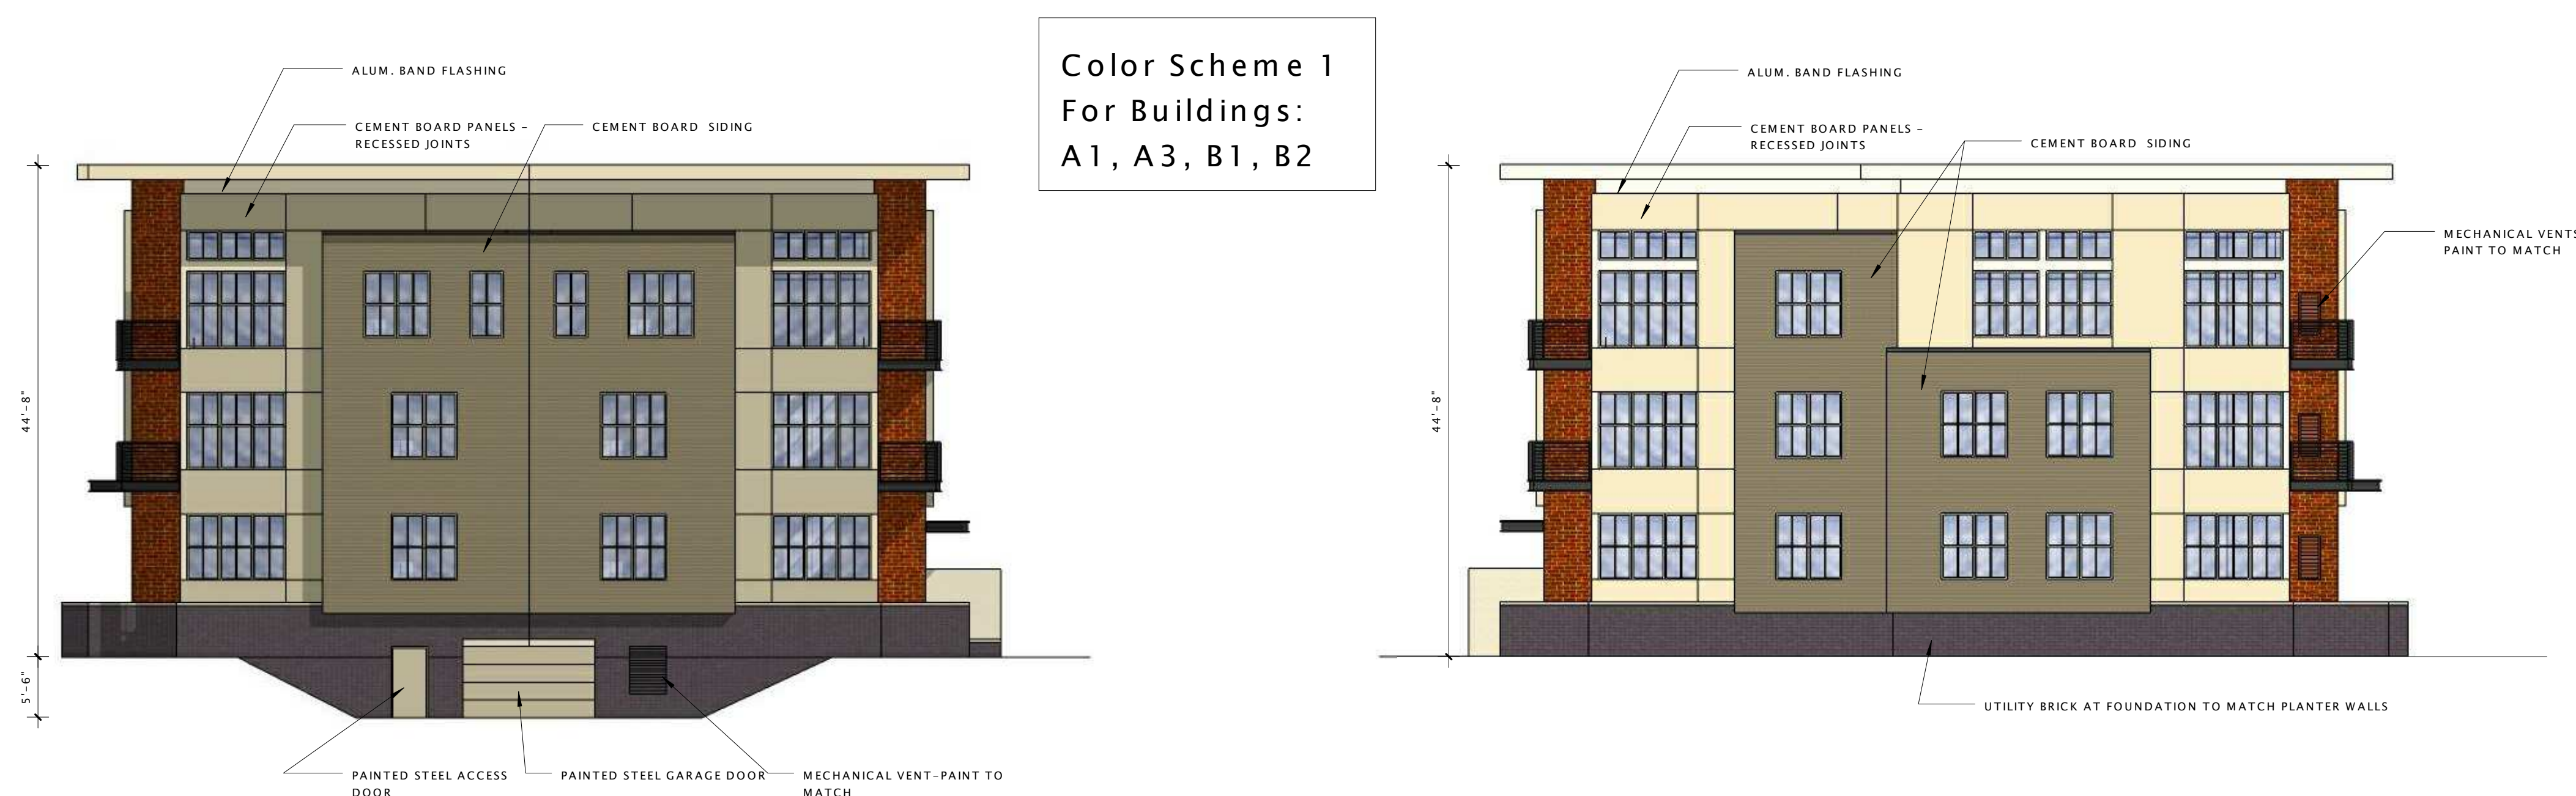 Color Scheme 1
For Buildings:
A1, A3, B1, B2
ALUM. BAND FLASHING
CEMENT BOARD PANELS -
RECESSED JOINTS
CEMENT BOARD SIDING
44'-8"
5'-6"
PAINTED STEEL ACCESS
DOOR
PAINTED STEEL GARAGE DOOR
MECHANICAL VENT-PAINT TO
MATCH
ALUM. BAND FLASHING
CEMENT BOARD PANELS -
RECESSED JOINTS
CEMENT BOARD SIDING
MECHANICAL VENTS
PAINT TO MATCH
44'-8"
UTILITY BRICK AT FOUNDATION TO MATCH PLANTER WALLS